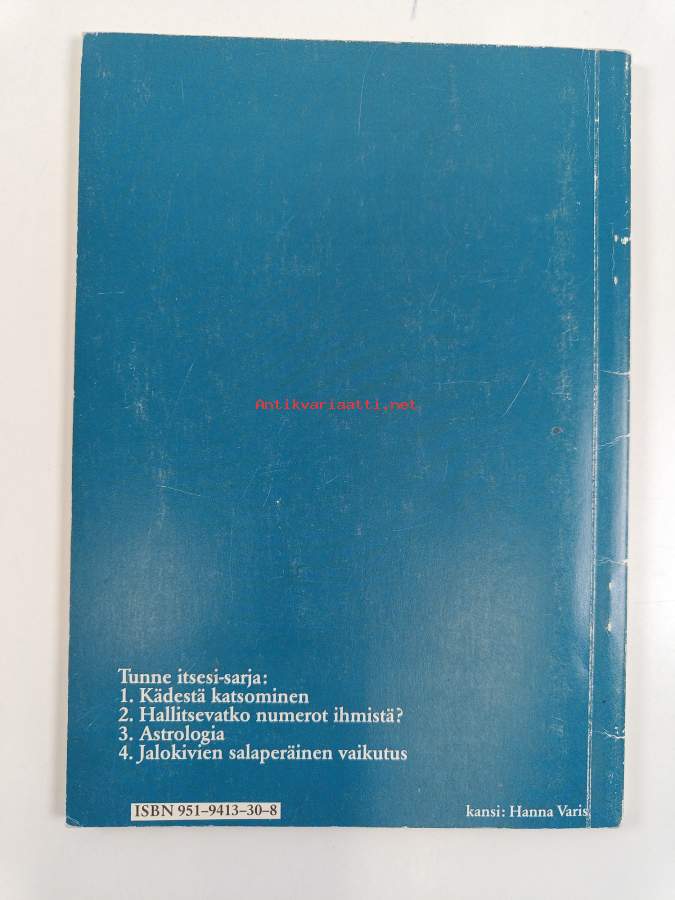 Antikvariaatti.net
Tunne itsesi-sarja:
1. Kädestä katsominen
2. Hallitsevatko numerot ihmistä?
3. Astrologia
4. Jalokivien salaperäinen vaikutus
ISBN 951–9413–30–8
kansi: Hanna Varis